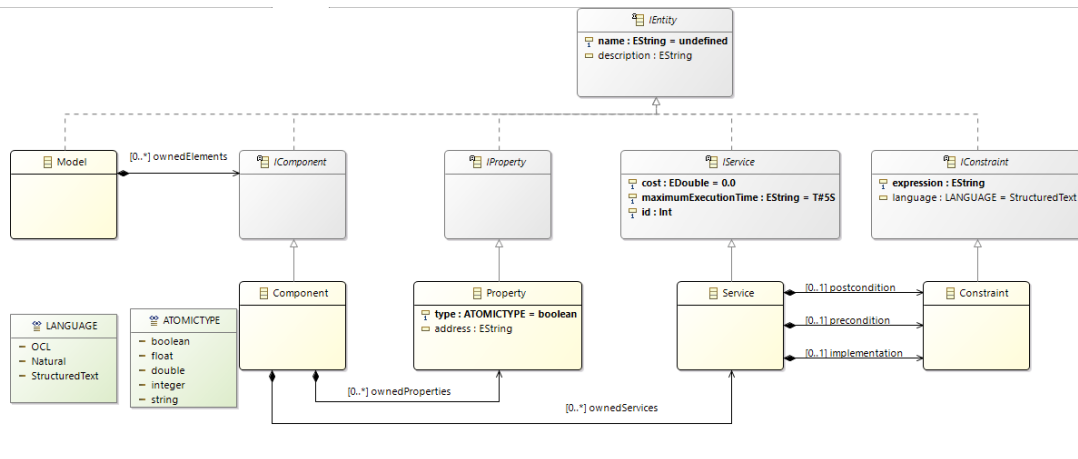 IEntity
name : EString = undefined
description : EString
Model
[0..*] ownedElements
IComponent
IProperty
IService
cost : EDouble = 0.0
maximumExecutionTime : EString = T#5S
id : Int
IConstraint
expression : EString
language : LANGUAGE = StructuredText
Component
Property
type : ATOMICTYPE = boolean
address : EString
Service
[0..1] postcondition
[0..1] precondition
[0..1] implementation
Constraint
LANGUAGE
OCL
Natural
StructuredText
ATOMICTYPE
boolean
float
double
integer
string
[0..*] ownedProperties
[0..*] ownedServices